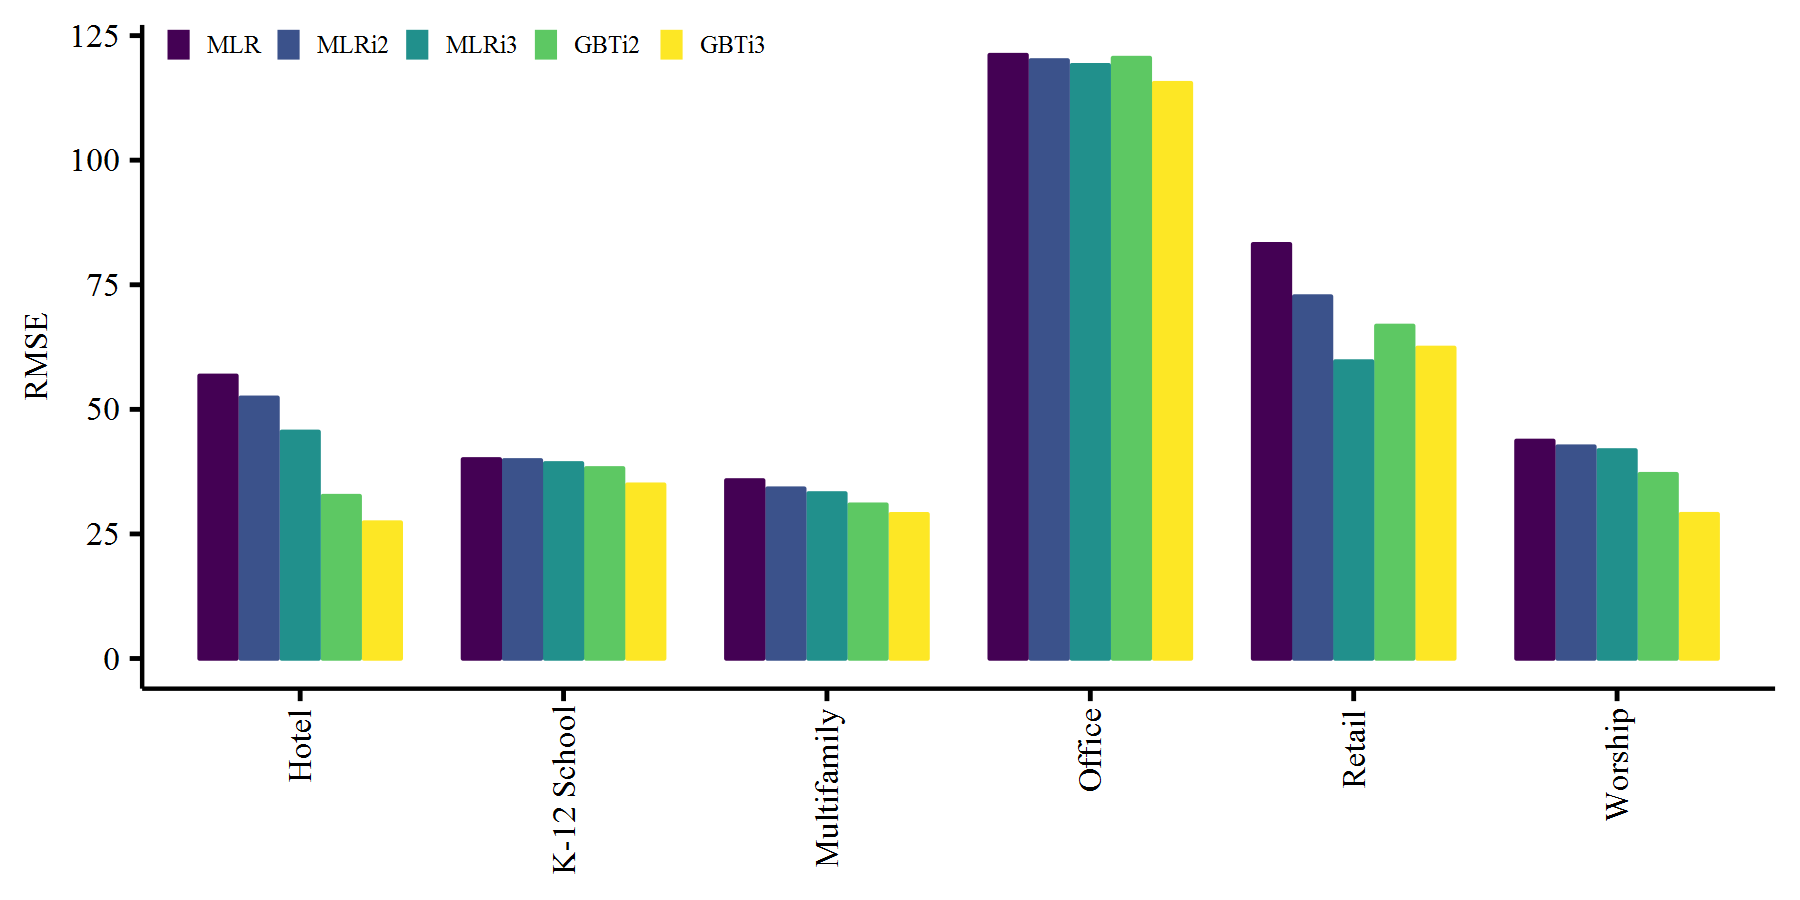 MLR MLRi2 MLRi3 GBTi2 GBTi3
125
100
75
50
25
0
RMSE
Hotel
K-12 School
Multifamily
Office
Retail
Worship